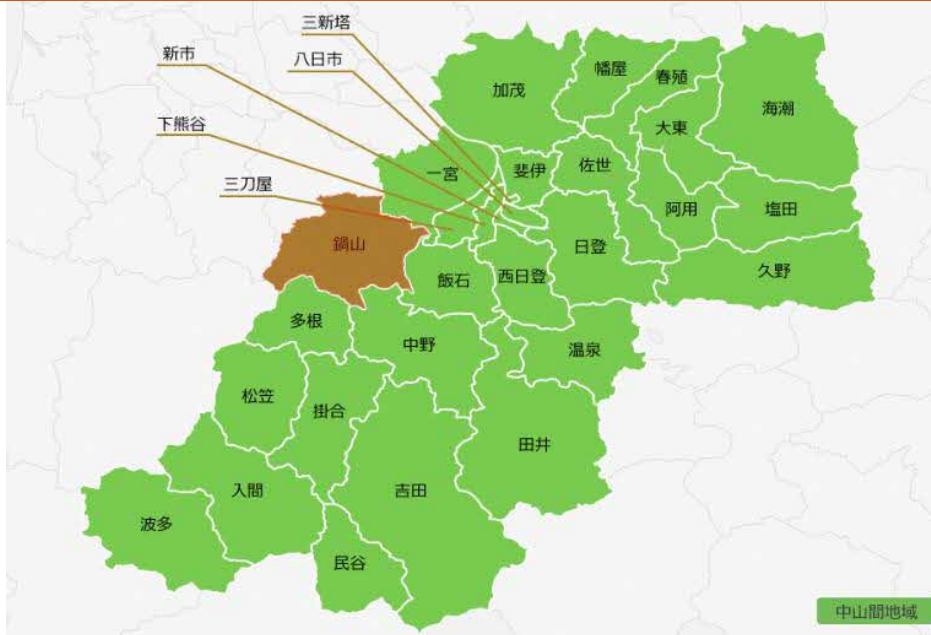 三新塔
新市
八日市
下熊谷
三刀屋
加茂
幡屋
春殖
海潮
大東
一宮
斐伊
佐世
阿用
塩田
鍋山
日登
久野
飯石
西日登
多根
中野
温泉
松笠
掛合
田井
入間
吉田
波多
民谷
中山間地域